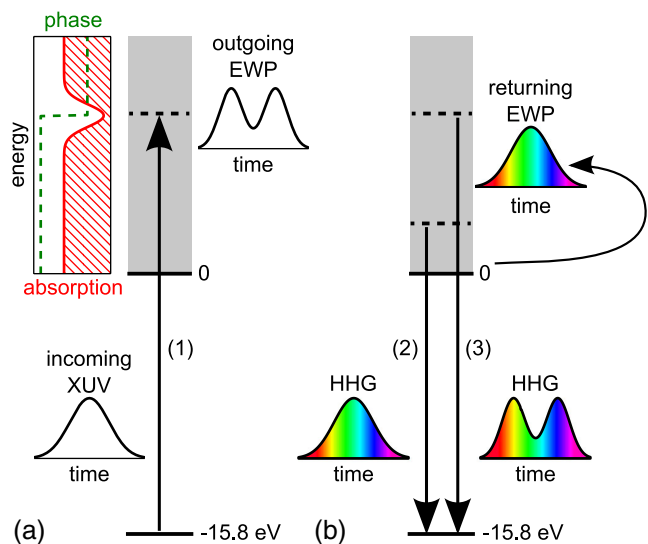 phase
energy
absorption
outgoing
EWP
time
0
(1)
incoming
XUV
time
(a)
-15.8 eV
returning
EWP
time
0
(2)
(3)
HHG
time
HHG
time
(b)
-15.8 eV